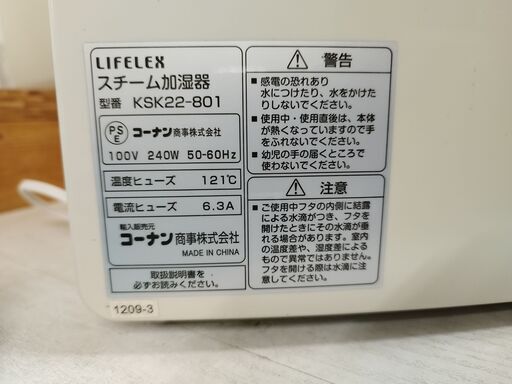 LIFELEX
スチーム加湿器
型番 KSK22-801
PS
E
コーナン商事株式会社
100V 240W 50-60Hz
温度ヒューズ 121℃
電流ヒューズ 6.3A
輸入販売元
コーナン商事株式会社
MADE IN CHINA
取扱説明書を
必ずお読みください。
11209-3
警告
■感電の恐れあり
水につけたり、水をかけた
りしないでください。
■使用中・使用直後は、本体
が熱くなっていますので手
をふれないでください。
■幼児の手の届くところで
使わないでください。
注意
■ご使用中フタの内側に結露
による水滴がつき、フタを
開けたときにその水滴が垂
れる場合があります。室内
の温度差や、湿度差による
もので異常ではありません。
フタを開ける際は水滴に注
意してください。